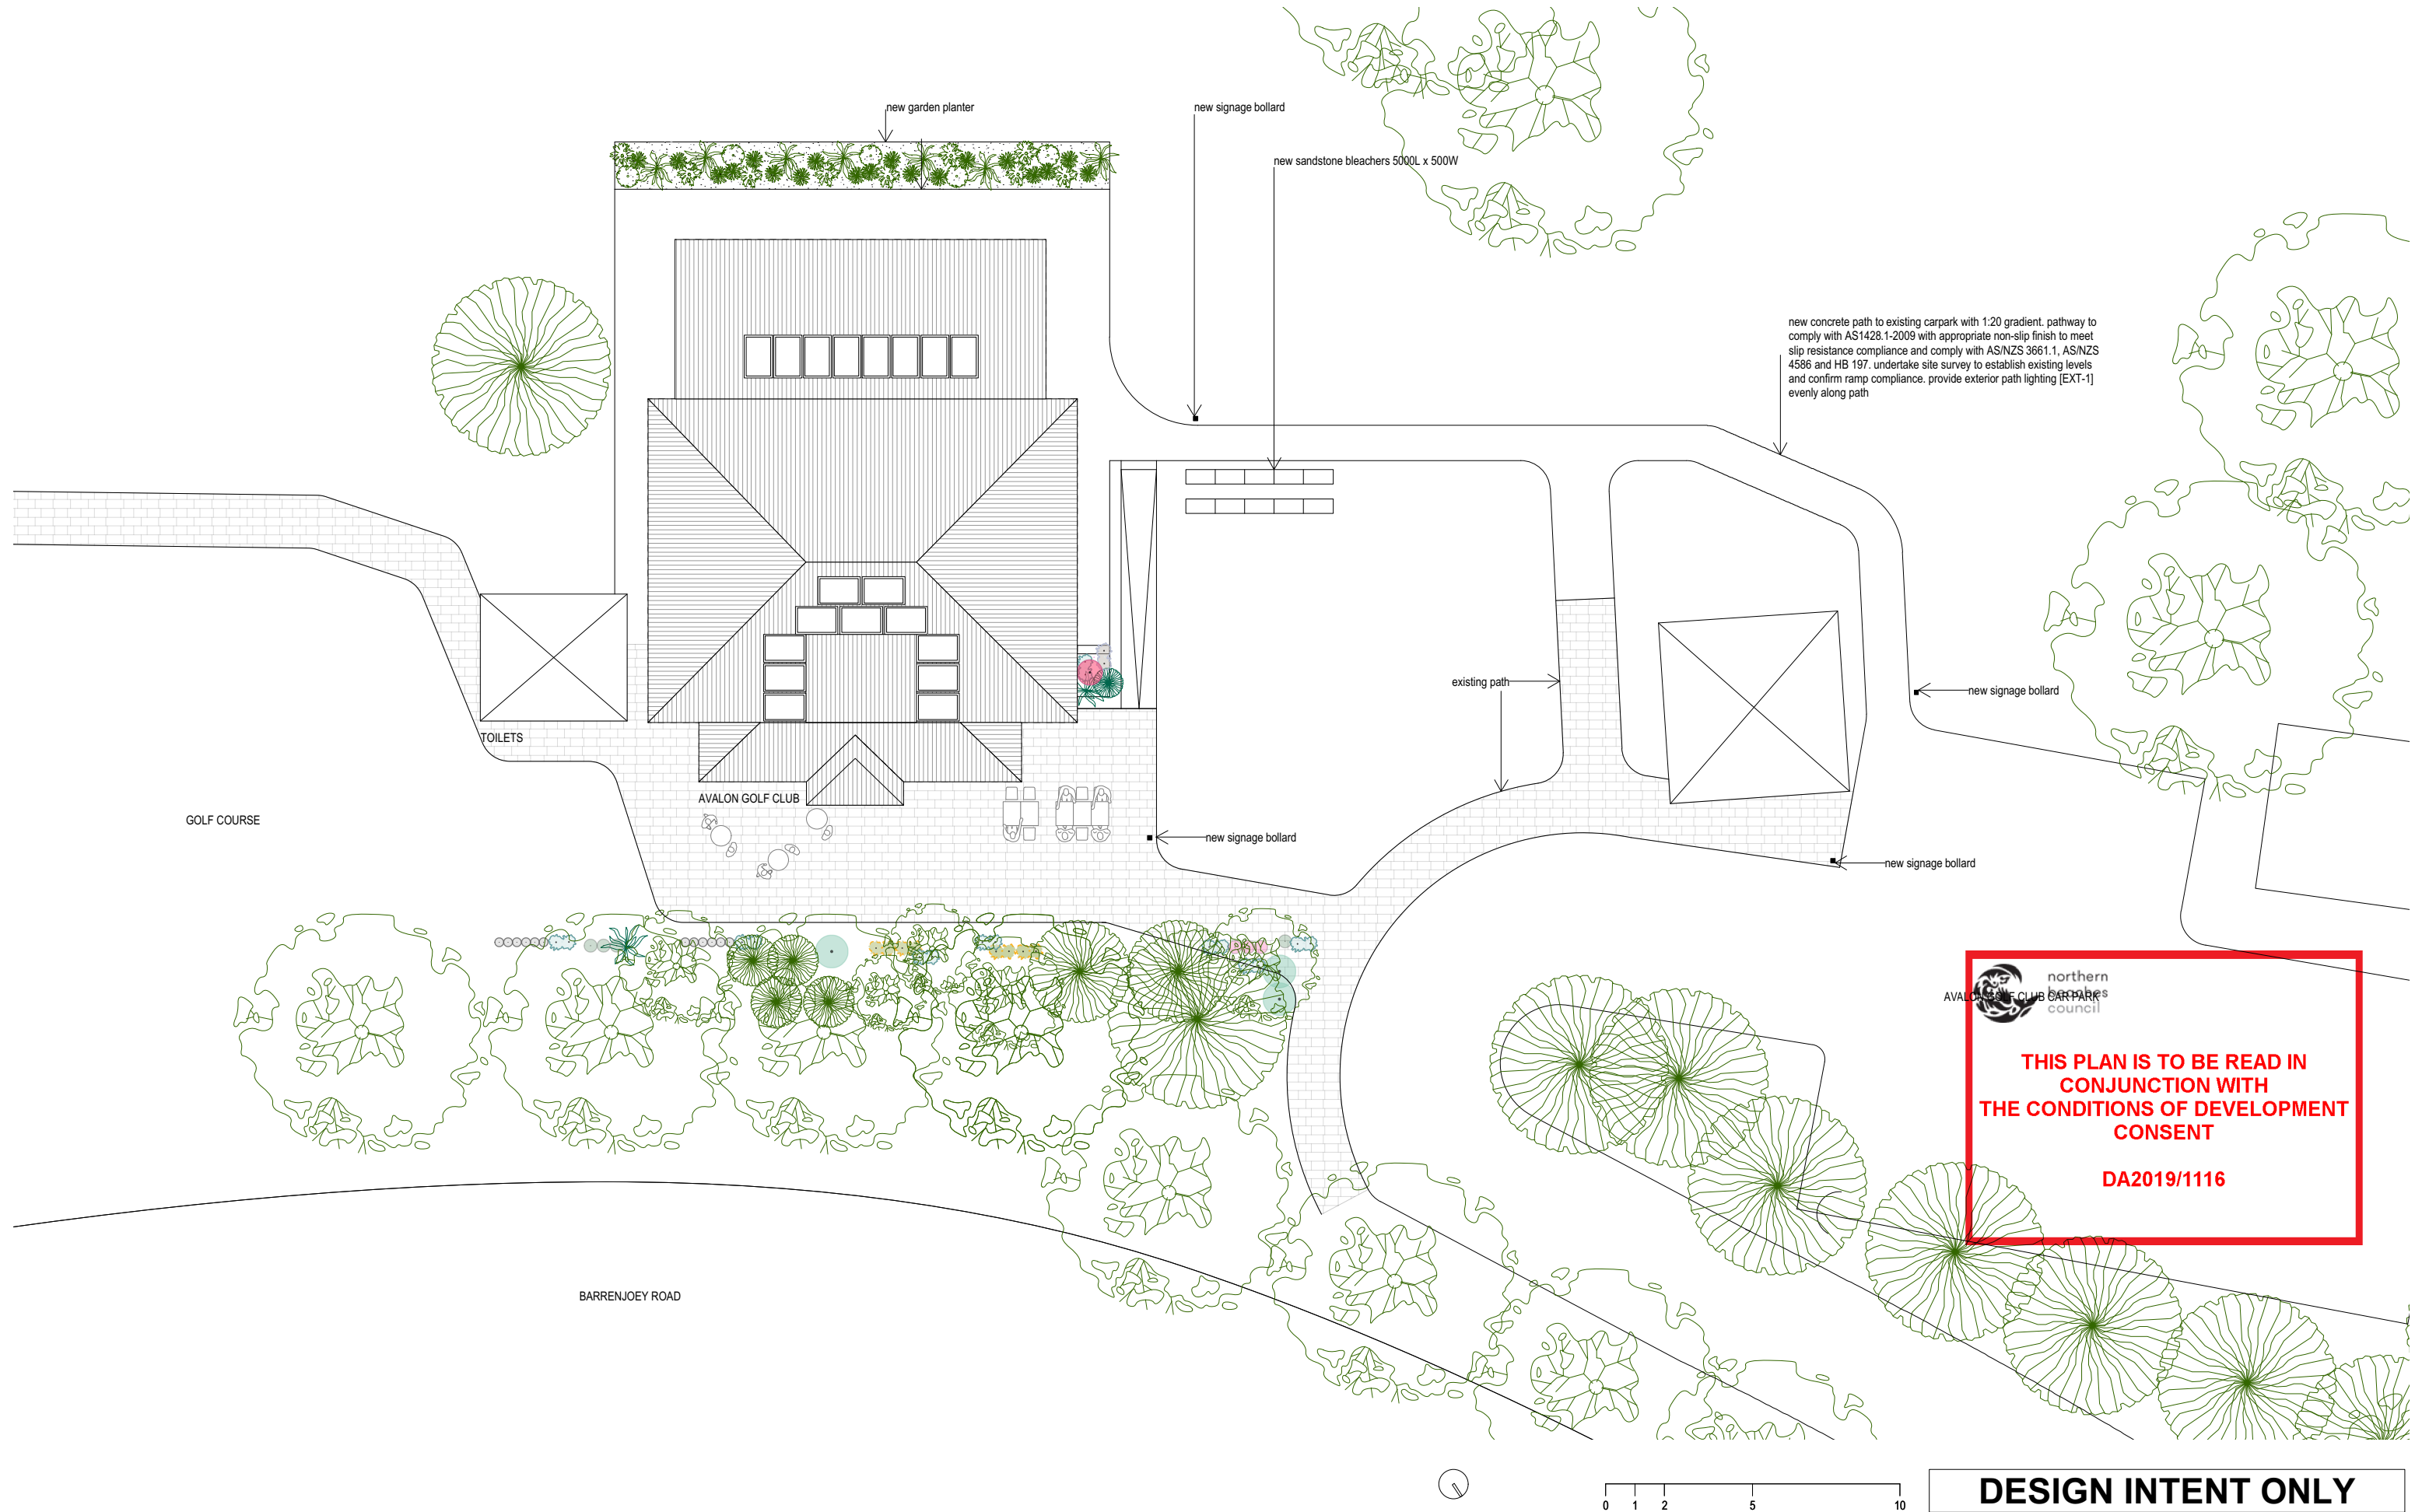 new garden planter
new signage bollard
new sandstone bleachers 5000L x 500W
new concrete path to existing carpark with 1:20 gradient. pathway to
comply with AS1428.1-2009 with appropriate non-slip finish to meet
slip resistance compliance and comply with AS/NZS 3661.1, AS/NZS
4586 and HB 197. undertake site survey to establish existing levels
and confirm ramp compliance. provide exterior path lighting [EXT-1]
evenly along path
existing path
new signage bollard
TOILETS
AVALON GOLF CLUB
GOLF COURSE
new signage bollard
new signage bollard
northern
beaches
council
AVALON GOLF CLUB CAR PARK
THIS PLAN IS TO BE READ IN
CONJUNCTION WITH
THE CONDITIONS OF DEVELOPMENT
CONSENT
DA2019/1116
BARRENJOEY ROAD
0 1 2 5 10
DESIGN INTENT ONLY